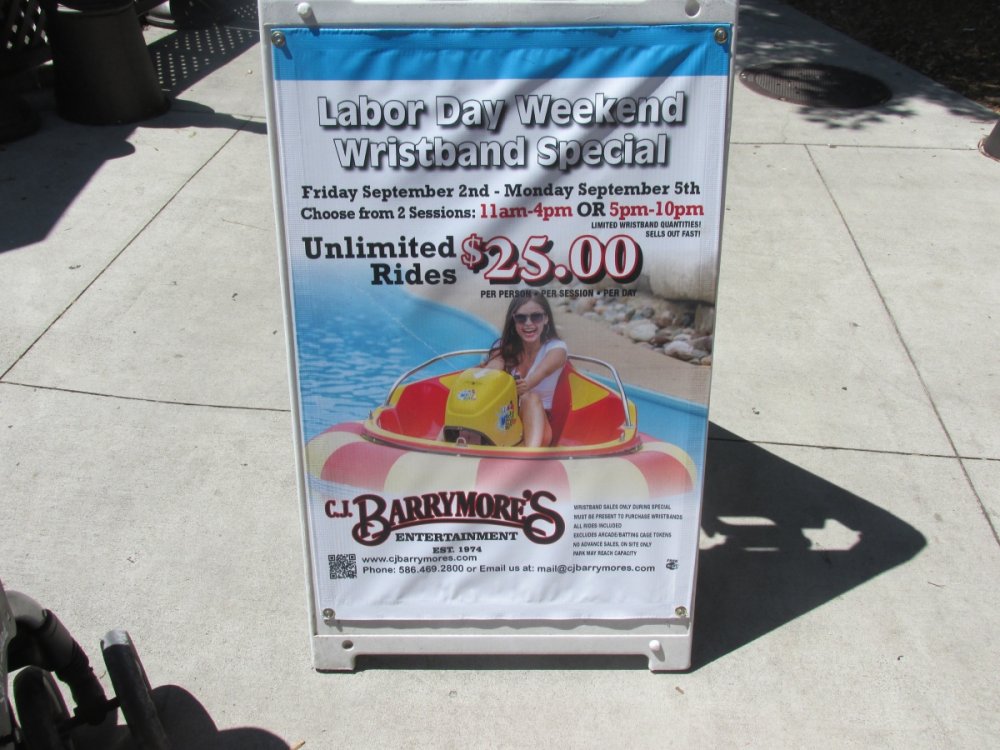 Labor Day Weekend
Wristband Special
Friday September 2nd - Monday September 5th
Choose from 2 Sessions: 11am-4pm OR 5pm-10pm
LIMITED WRISTBAND QUANTITIES!
SELLS OUT FAST!
Unlimited
Rides
$25.00
PER PERSON • PER SESSION • PER DAY
C.J. BARRYMORE'S
ENTERTAINMENT
EST. 1974
WRISTBAND SALES ONLY DURING SPECIAL
MUST BE PRESENT TO PURCHASE WRISTBANDS
ALL RIDES INCLUDED
EXCLUDES ARCADE/BATTING CAGE TOKENS
NO ADVANCE SALES, ON SITE ONLY
PARK MAY REACH CAPACITY
www.cjbarrymores.com
Phone: 586.469.2800 or Email us at: mail@cjbarrymores.com